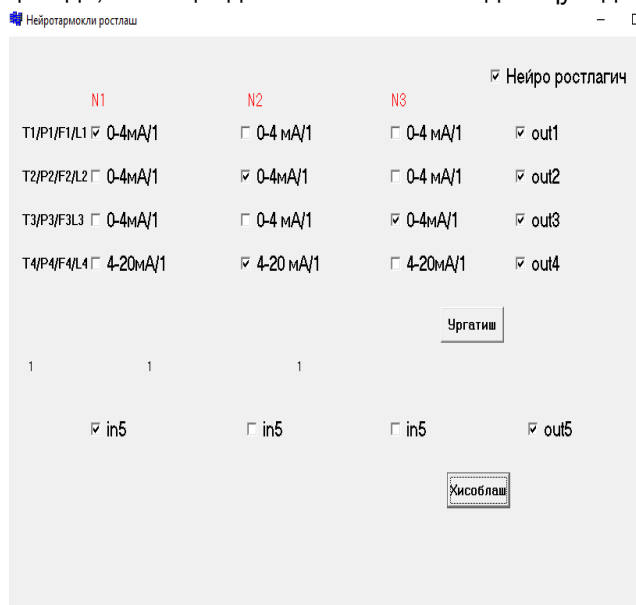 Нейротармокли ростлаш
Нейро ростлагич
N1 N2 N3
T1/P1/F1/L1 0-4мА/1 0-4 мА/1 0-4 мА/1 out1
T2/P2/F2/L2 0-4мА/1 0-4мА/1 0-4 мА/1 out2
T3/P3/F3L3 0-4мА/1 0-4 мА/1 0-4мА/1 out3
T4/P4/F4/L4 4-20мА/1 4-20 мА/1 4-20мА/1 out4
Ургатиш
1 1 1
in5 in5 in5 out5
Хисоблаш